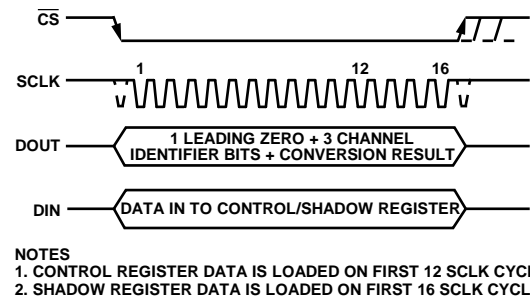 CS
1 12 16
SCLK
1 LEADING ZERO + 3 CHANNEL
DOUT
IDENTIFIER BITS + CONVERSION RESULT
DIN DATA IN TO CONTROL/SHADOW REGISTER
NOTES
1. CONTROL REGISTER DATA IS LOADED ON FIRST 12 SCLK
2. SHADOW REGISTER DATA IS LOADED ON FIRST 16 SCLK